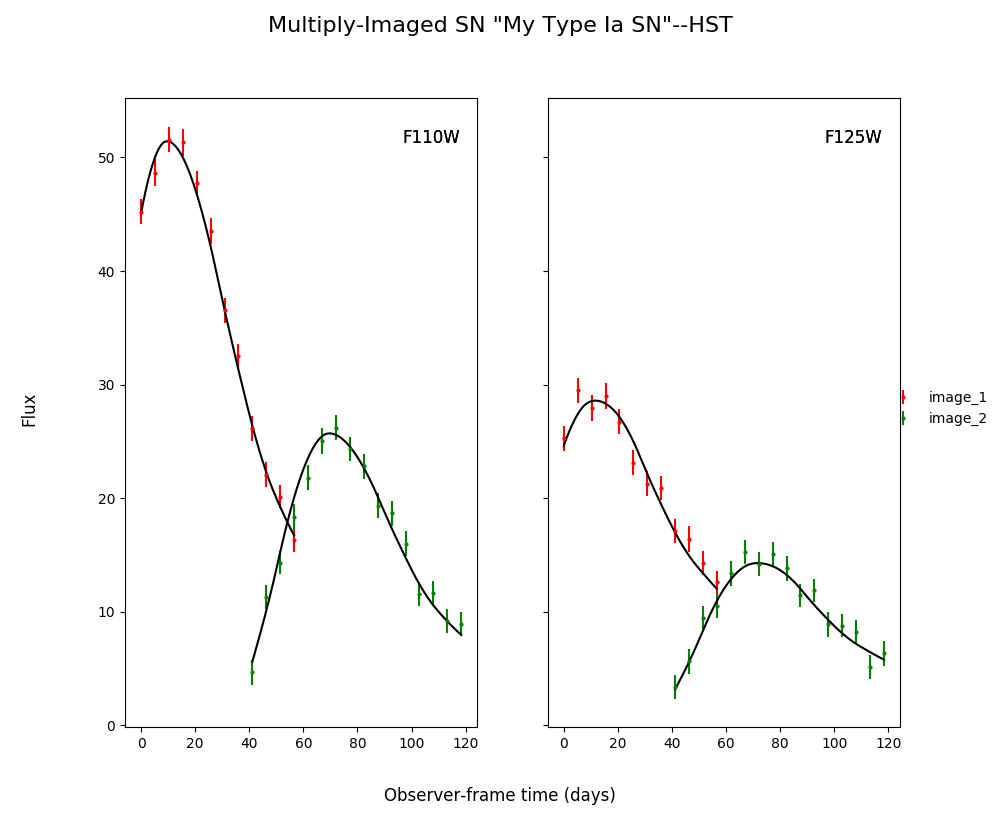 Multiply-Imaged SN "My Type Ia SN"--HST
F110W
F125W
50
40
30
20
10
0
Flux
image_1
image_2
0 20 40 60 80 100 120
0 20 40 60 80 100 120
Observer-frame time (days)